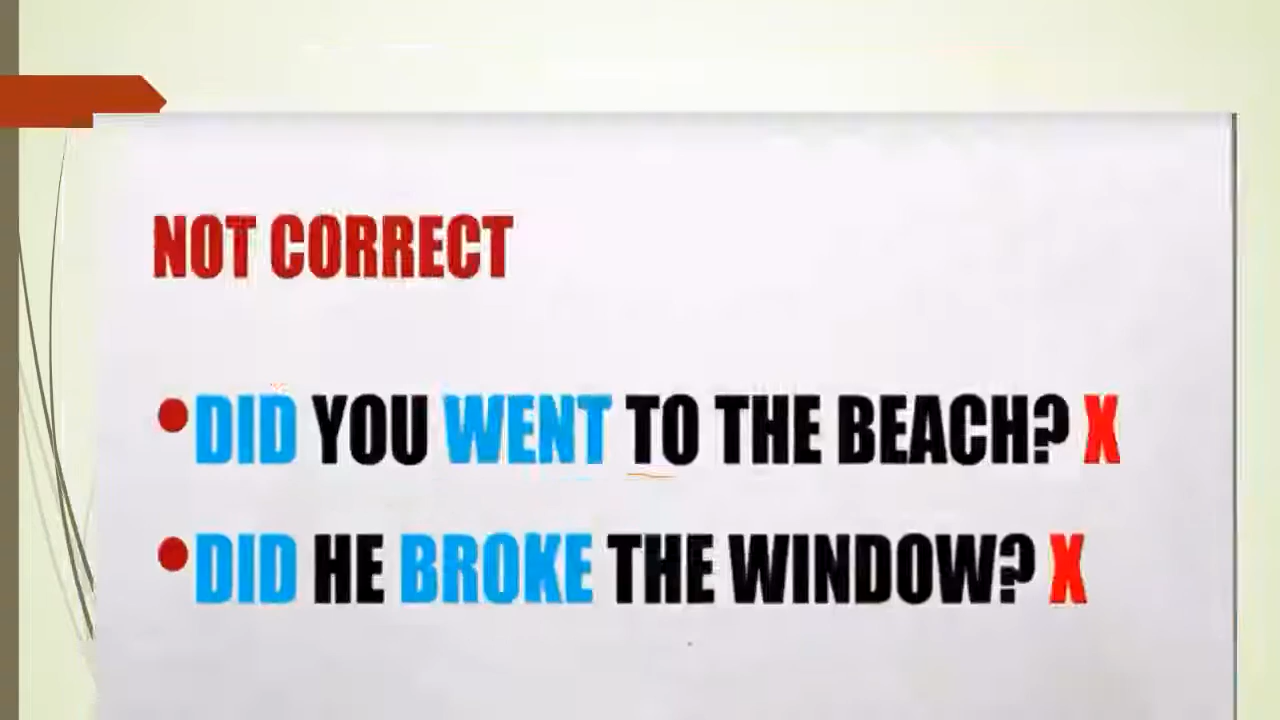 NOT CORRECT
•DID YOU WENT TO THE BEACH? X
•DID HE BROKE THE WINDOW? X